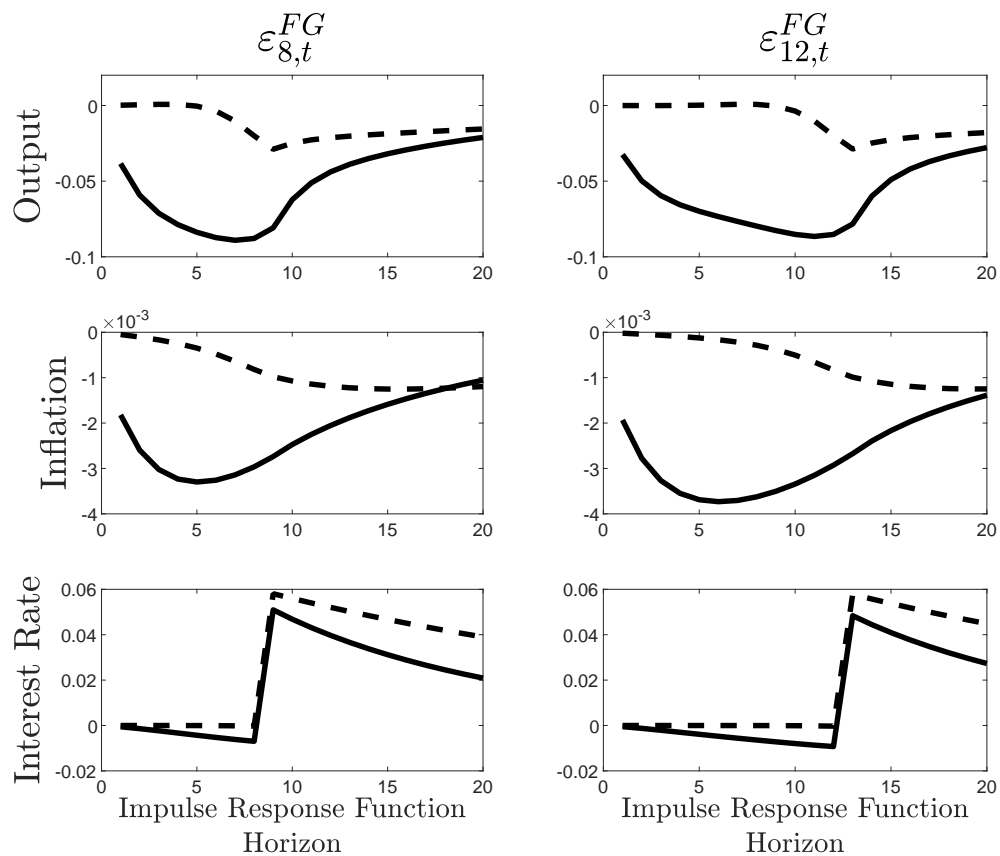 ε^{FG}_{8,t}
ε^{FG}_{12,t}
Output
0
-0.05
-0.1
0 5 10 15 20
0
-0.05
-0.1
0 5 10 15 20
Inflation
×10^{-3}
0
-1
-2
-3
-4
0 5 10 15 20
×10^{-3}
0
-1
-2
-3
-4
0 5 10 15 20
Interest Rate
0.06
0.04
0.02
0
-0.02
0 5 10 15 20
Impulse Response Function
Horizon
0.06
0.04
0.02
0
-0.02
0 5 10 15 20
Impulse Response Function
Horizon